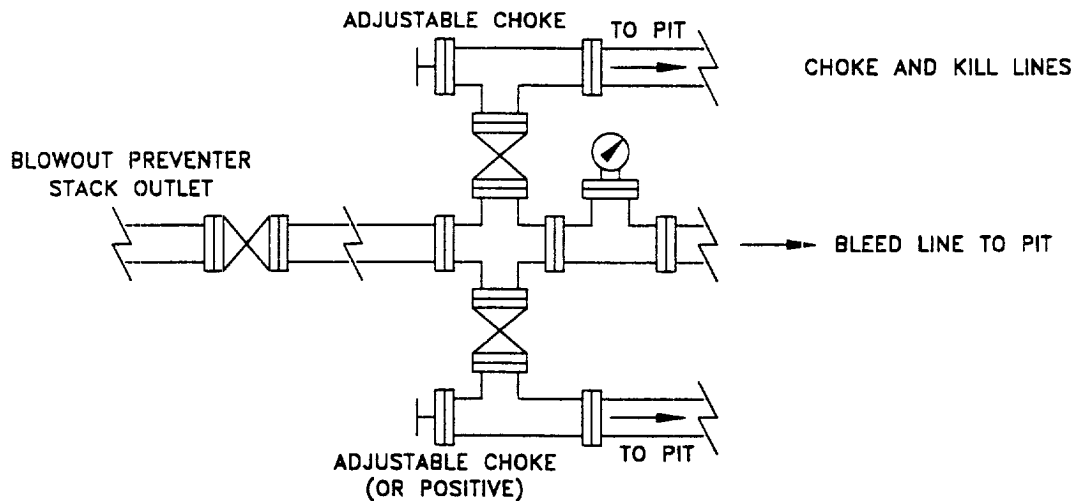 ADJUSTABLE CHOKE
TO PIT
CHOKE AND KILL LINES
BLOWOUT PREVENTER
STACK OUTLET
BLEED LINE TO PIT
TO PIT
ADJUSTABLE CHOKE
(OR POSITIVE)